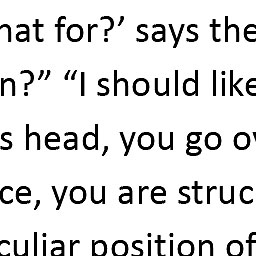 hat for?’ says the
n?” “I should like
s head, you go ov
ce, you are struc
culiar position of